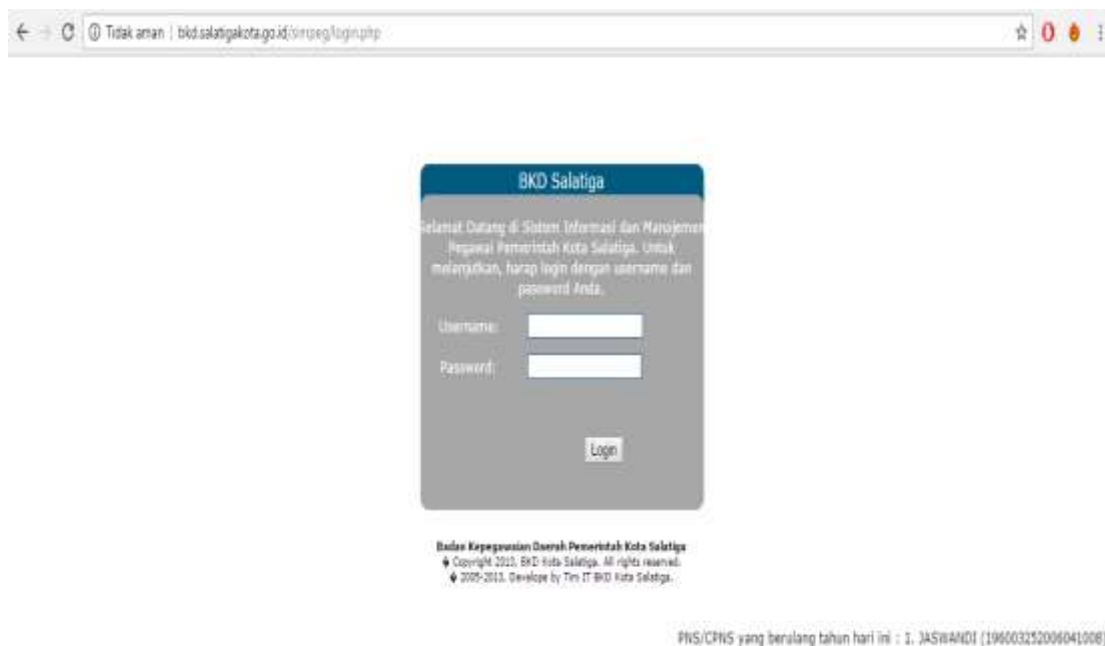 Tidak aman | bkd.salatigakota.go.id/simpeg/login.php
BKD Salatiga
Selamat Datang di Sistem Informasi dan Manajemen
Pegawai Pemerintah Kota Salatiga. Untuk
melanjutkan, harap login dengan username dan
password Anda.
Username:
Password:
Login
Badan Kepegawaian Daerah Pemerintah Kota Salatiga
� Copyright 2013, BKD Kota Salatiga. All rights reserved.
� 2005-2013, Develope by Tim IT BKD Kota Salatiga.
PNS/CPNS yang berulang tahun hari ini : 1. JASWANDI (196003252006041008)